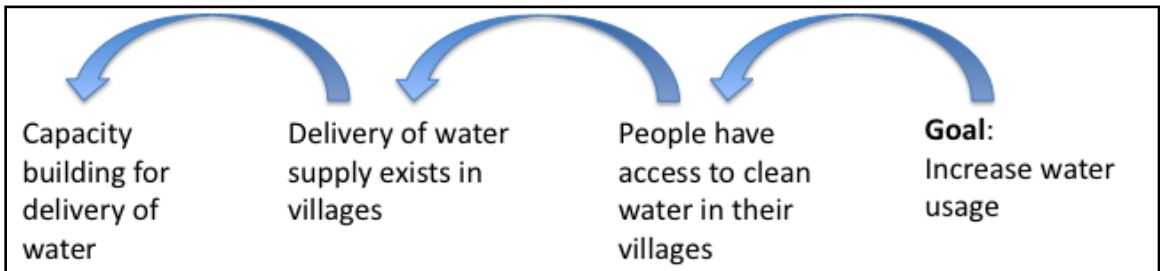 Capacity
building for
delivery of
water
Delivery of water
supply exists in
villages
People have
access to clean
water in their
villages
Goal:
Increase water
usage